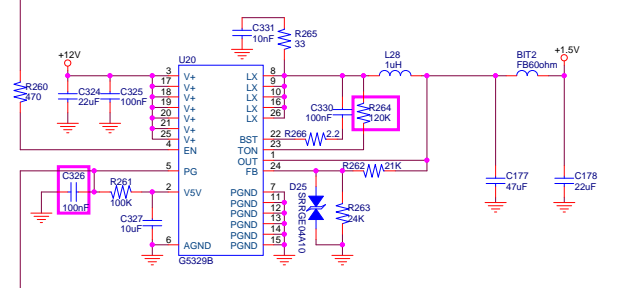 C331
10nF
R265
33
+12V
U20
L28
1uH
BIT2
FB60ohm
+1.5V
R260
470
C324
22uF
C325
100nF
3 V+ LX 8
17 V+ LX 9
18 V+ LX 10
19 V+ LX 16
20 V+ LX 26
21 V+
25 V+ BST 22
4 EN TON 23
OUT 1
5 PG FB 24
2 V5V PGND 7
PGND 11
PGND 12
PGND 13
PGND 14
6 AGND PGND 15
G5329B
C330
100nF
R264
120K
R266 2.2
R262 21K
C326
100nF
R261
100K
C327
10uF
D25
SRRGE04A10
R263
24K
C177
47uF
C178
22uF